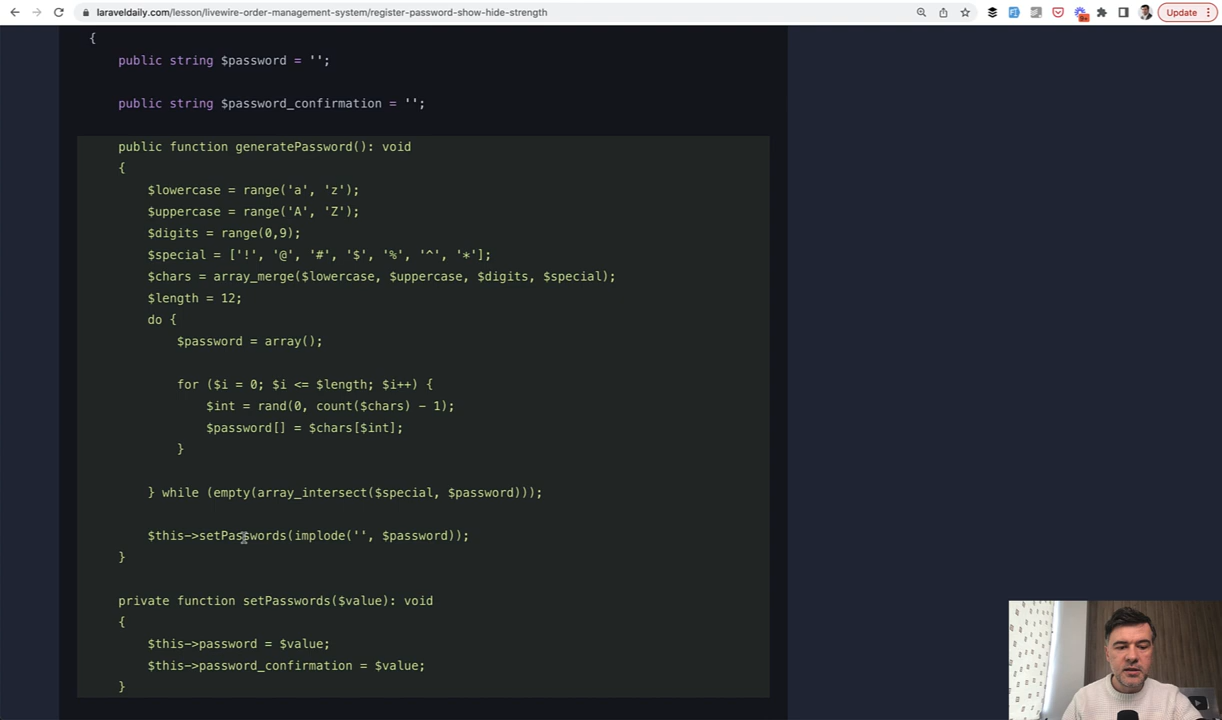 laraveldaily.com/lesson/livewire-order-management-system/register-password-show-hide-strength
9+
Update
{
public string $password = '';
public string $password_confirmation = '';
public function generatePassword(): void
{
$lowercase = range('a', 'z');
$uppercase = range('A', 'Z');
$digits = range(0,9);
$special = ['!', '@', '#', '$', '%', '^', '*'];
$chars = array_merge($lowercase, $uppercase, $digits, $special);
$length = 12;
do {
$password = array();
for ($i = 0; $i <= $length; $i++) {
$int = rand(0, count($chars) - 1);
$password[] = $chars[$int];
}
} while (empty(array_intersect($special, $password)));
$this->setPasswords(implode('', $password));
}
private function setPasswords($value): void
{
$this->password = $value;
$this->password_confirmation = $value;
}